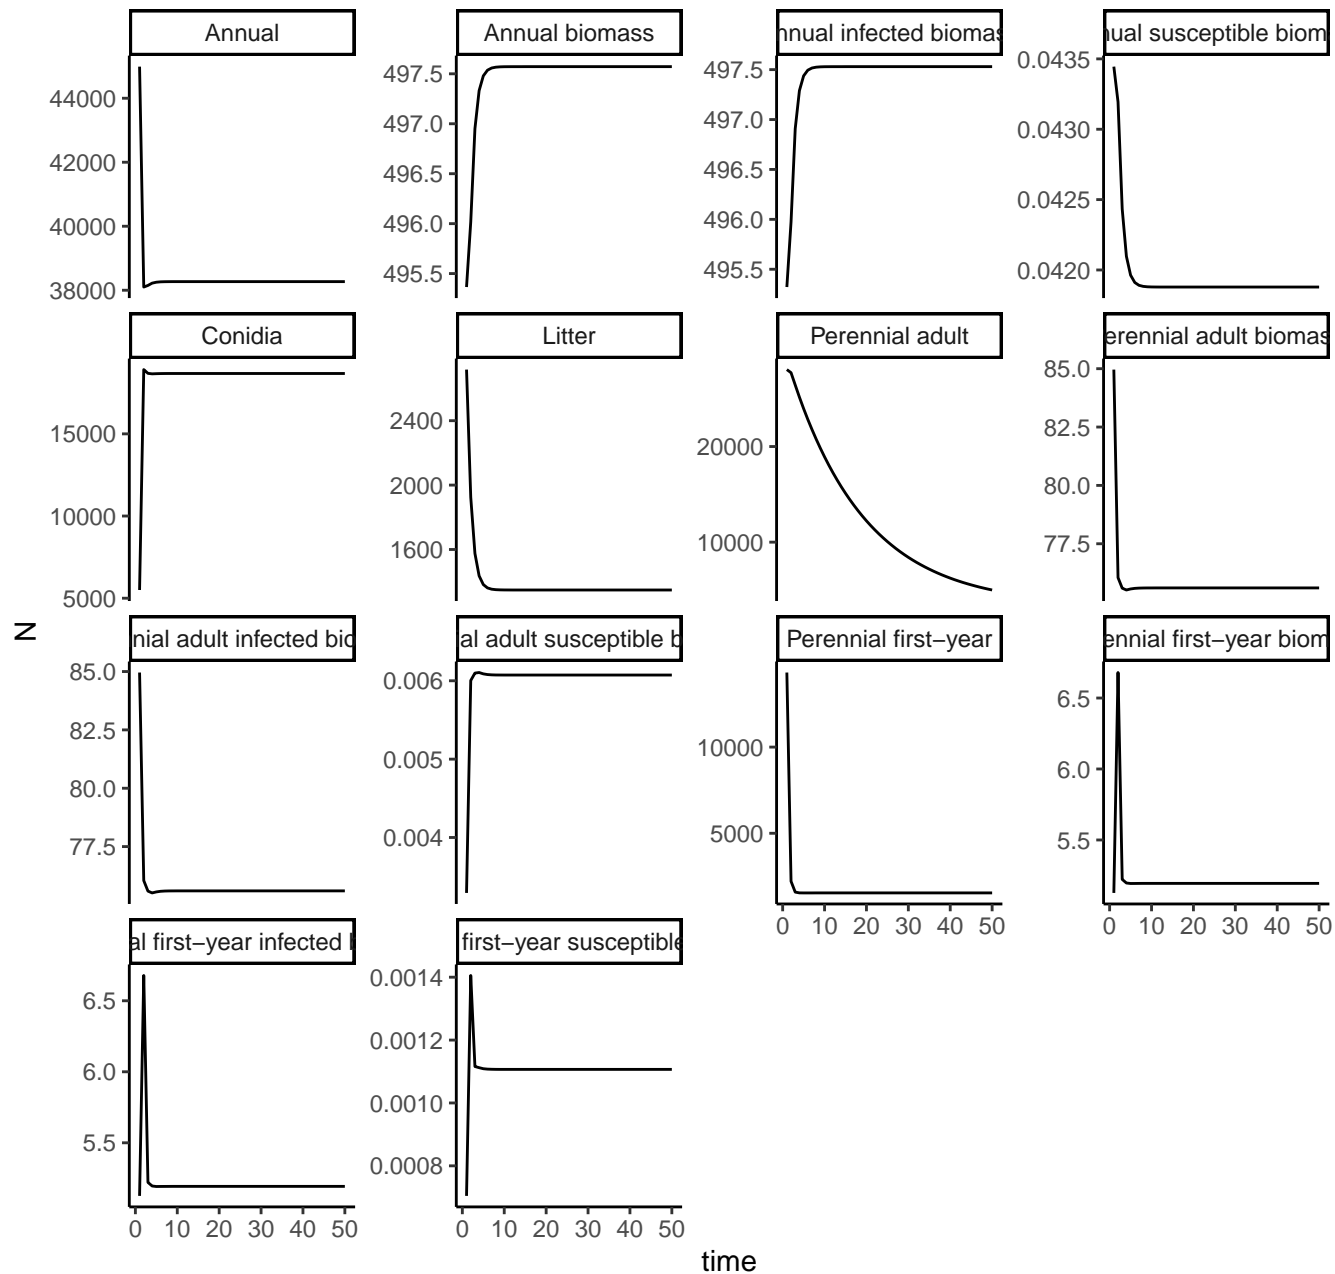 Annual
Annual biomass
nnual infected biomas
ual susceptible biom
44000
42000
40000
38000
497.5
497.0
496.5
496.0
495.5
497.5
497.0
496.5
496.0
495.5
0.0435
0.0430
0.0425
0.0420
Conidia
Litter
Perennial adult
erennial adult biomas
15000
10000
5000
2400
2000
1600
20000
10000
85.0
82.5
80.0
77.5
N
nial adult infected bio
al adult susceptible b
Perennial first−year
ennial first−year biom
85.0
82.5
80.0
77.5
0.006
0.005
0.004
10000
5000
6.5
6.0
5.5
0 10 20 30 40 50
0 10 20 30 40 50
al first−year infected b
first−year susceptible
6.5
6.0
5.5
0.0014
0.0012
0.0010
0.0008
0 10 20 30 40 50
0 10 20 30 40 50
time